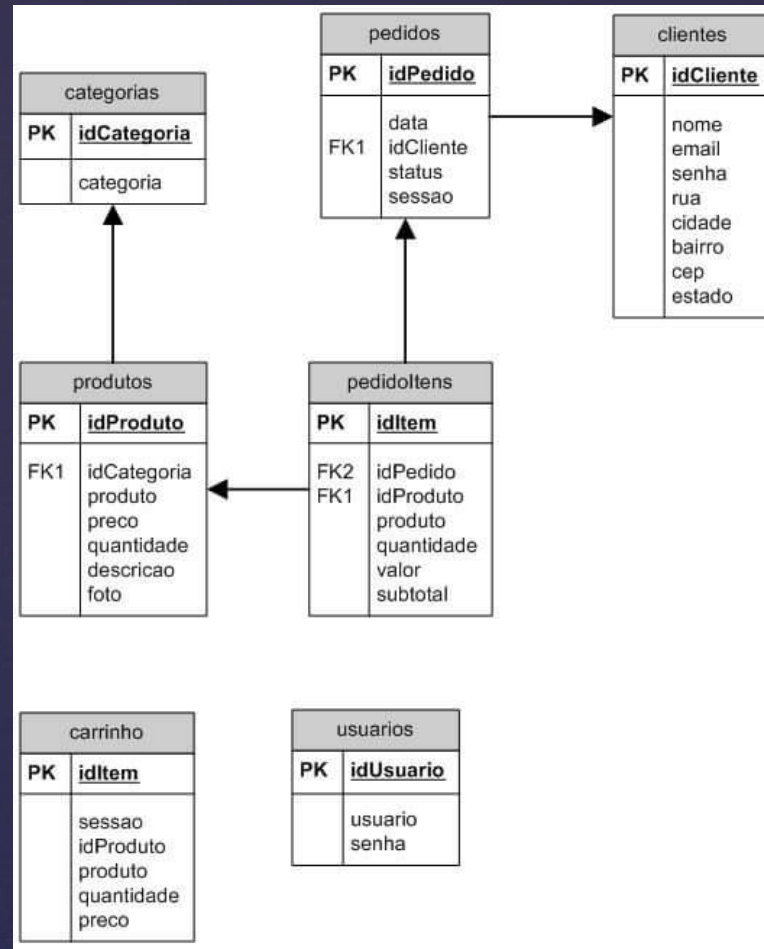 categorias
PK idCategoria
categoria
pedidos
PK idPedido
data
FK1 idCliente
status
sessao
clientes
PK idCliente
nome
email
senha
rua
cidade
bairro
cep
estado
produtos
PK idProduto
FK1 idCategoria
produto
preco
quantidade
descricao
foto
pedidoItens
PK idItem
FK2 idPedido
FK1 idProduto
produto
quantidade
valor
subtotal
carrinho
PK idItem
sessao
idProduto
produto
quantidade
preco
usuarios
PK idUsuario
usuario
senha